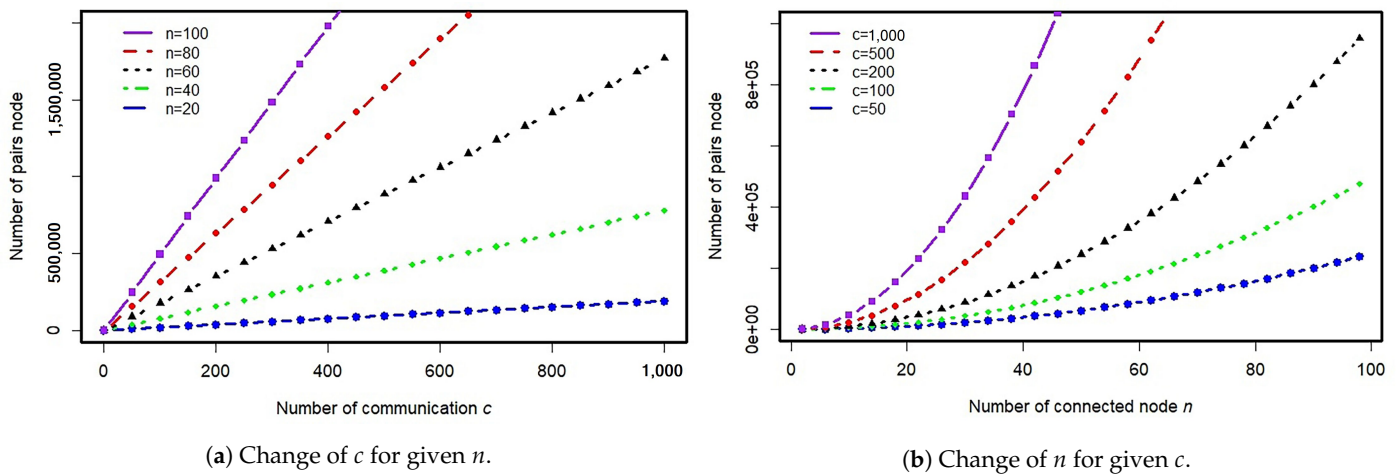 Number of pairs node
1,500,000
500,000
0
n=100
n=80
n=60
n=40
n=20
0 200 400 600 800 1,000
Number of communication c
(a) Change of c for given n.
Number of pairs node
8e+05
4e+05
0e+00
c=1,000
c=500
c=200
c=100
c=50
0 20 40 60 80 100
Number of connected node n
(b) Change of n for given c.